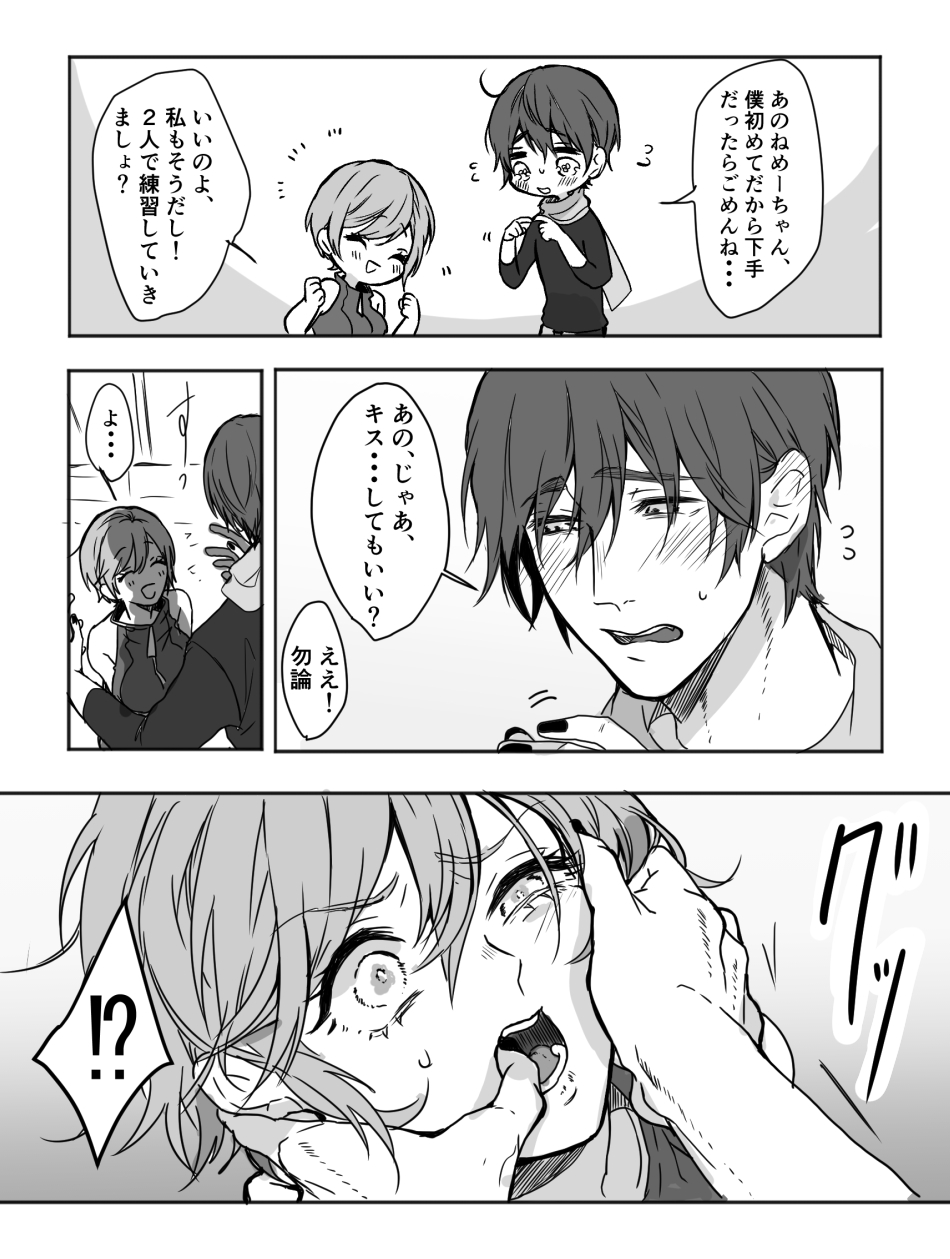 あのねめーちゃん、
僕初めてだから下手
だったらごめんね・・・
いいのよ、
私もそうだし！
２人で練習していき
ましょ？
あの、じゃあ、
キス・・・してもいい？
ええ！
勿論
よ・・・
す
グッ
!?